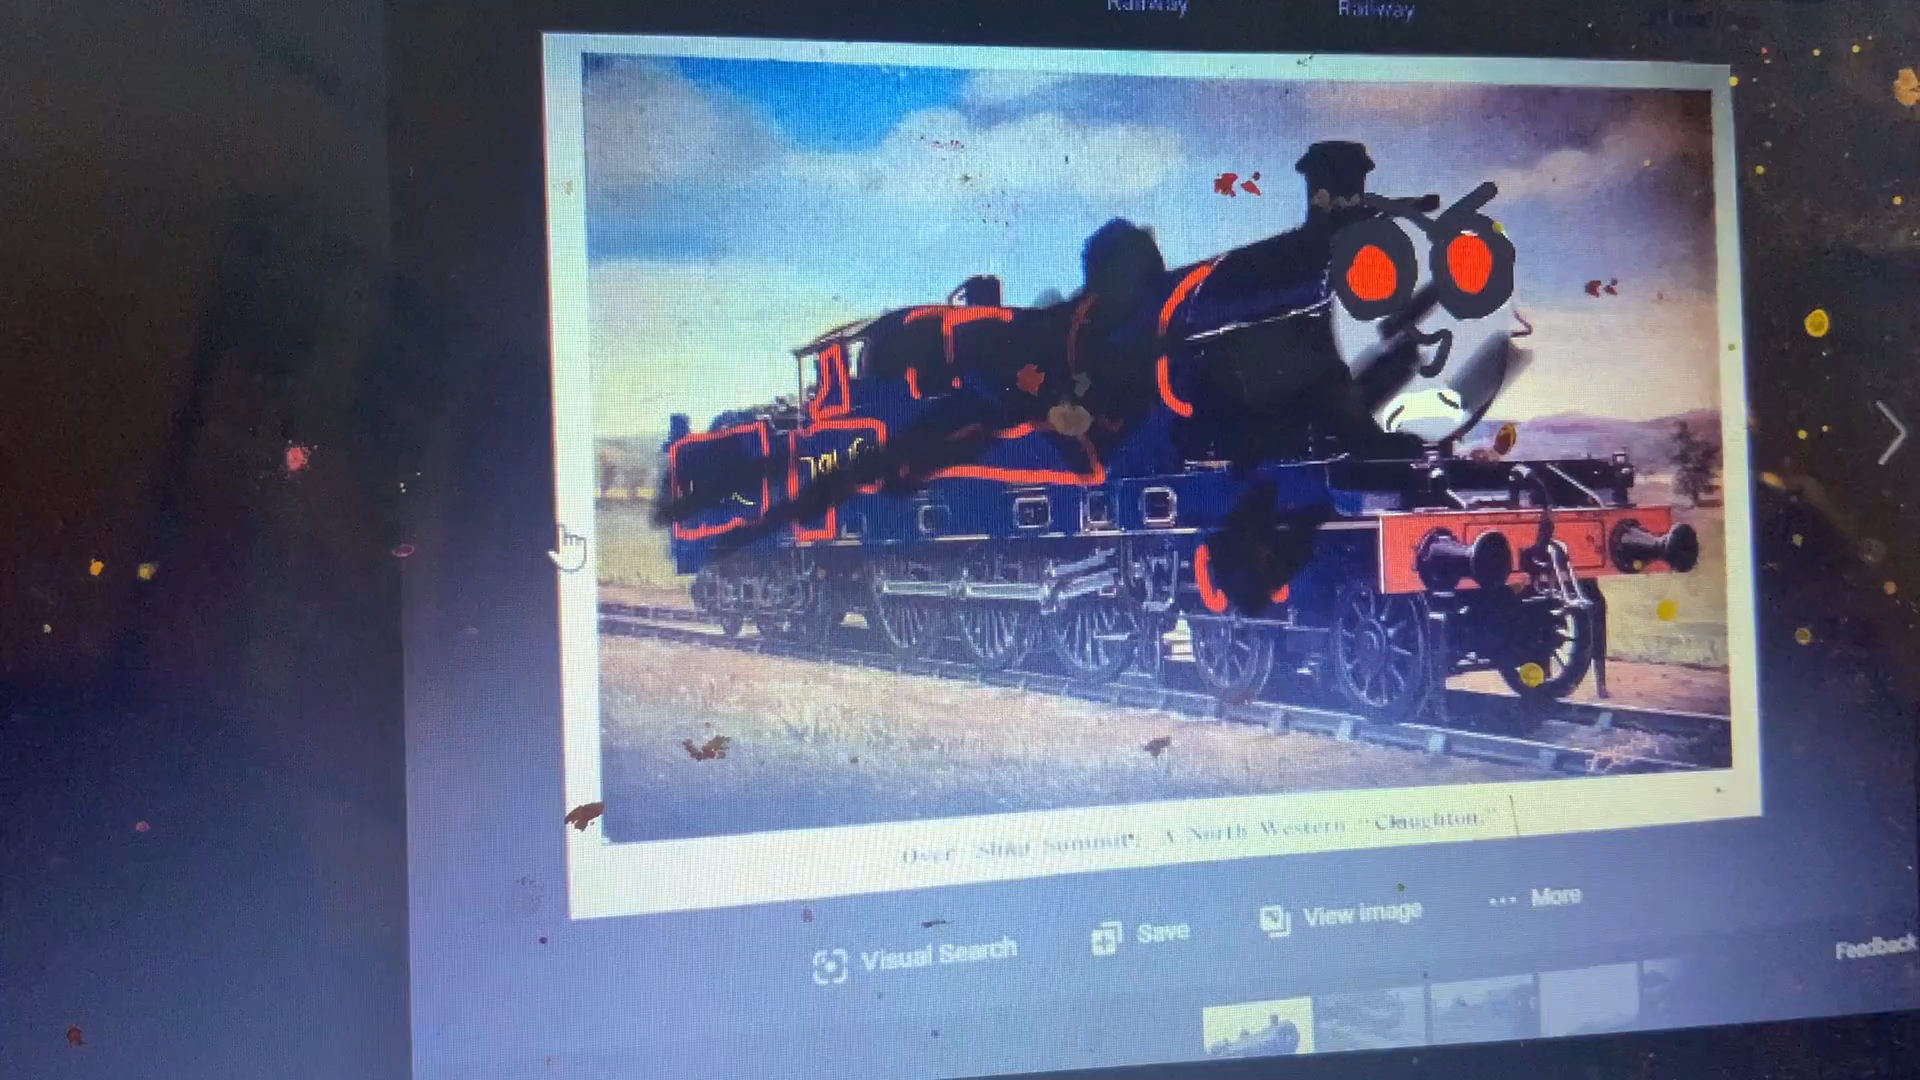 Railway Railway
Over Shap Summit; A North Western "Claughton."
Visual Search Save View image More
Feedback